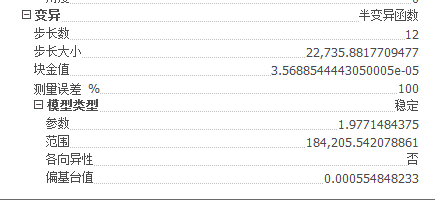 变异 半变异函数
步长数 12
步长大小 22,735.8817709477
块金值 3.5688544443050005e-05
测量误差 % 100
模型类型 稳定
参数 1.9771484375
范围 184,205.542078861
各向异性 否
偏基台值 0.000554848233